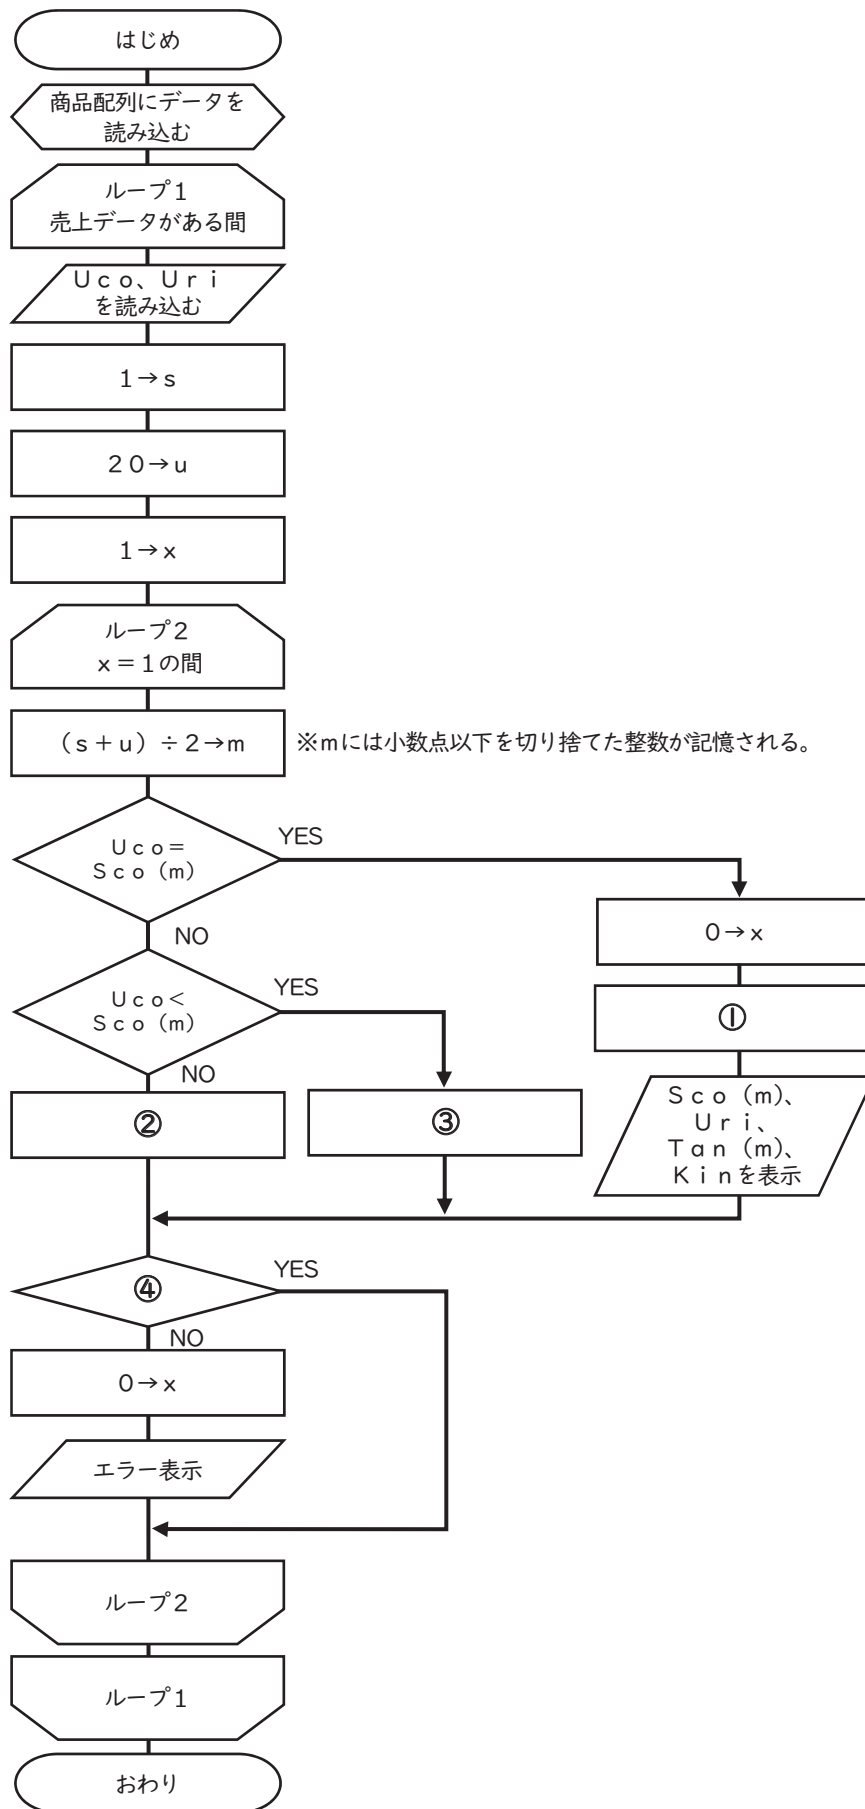 はじめ
商品配列にデータを
読み込む
ループ1
売上データがある間
Uco、Uri
を読み込む
1→s
20→u
1→x
ループ2
x=1の間
(s+u)÷2→m
※mには小数点以下を切り捨てた整数が記憶される。
Uco=
Sco(m)
YES
NO
0→x
①
Sco(m)、
Uri、
Tan(m)、
Kinを表示
Uco<
Sco(m)
YES
NO
②
③
④
YES
NO
0→x
エラー表示
ループ2
ループ1
おわり